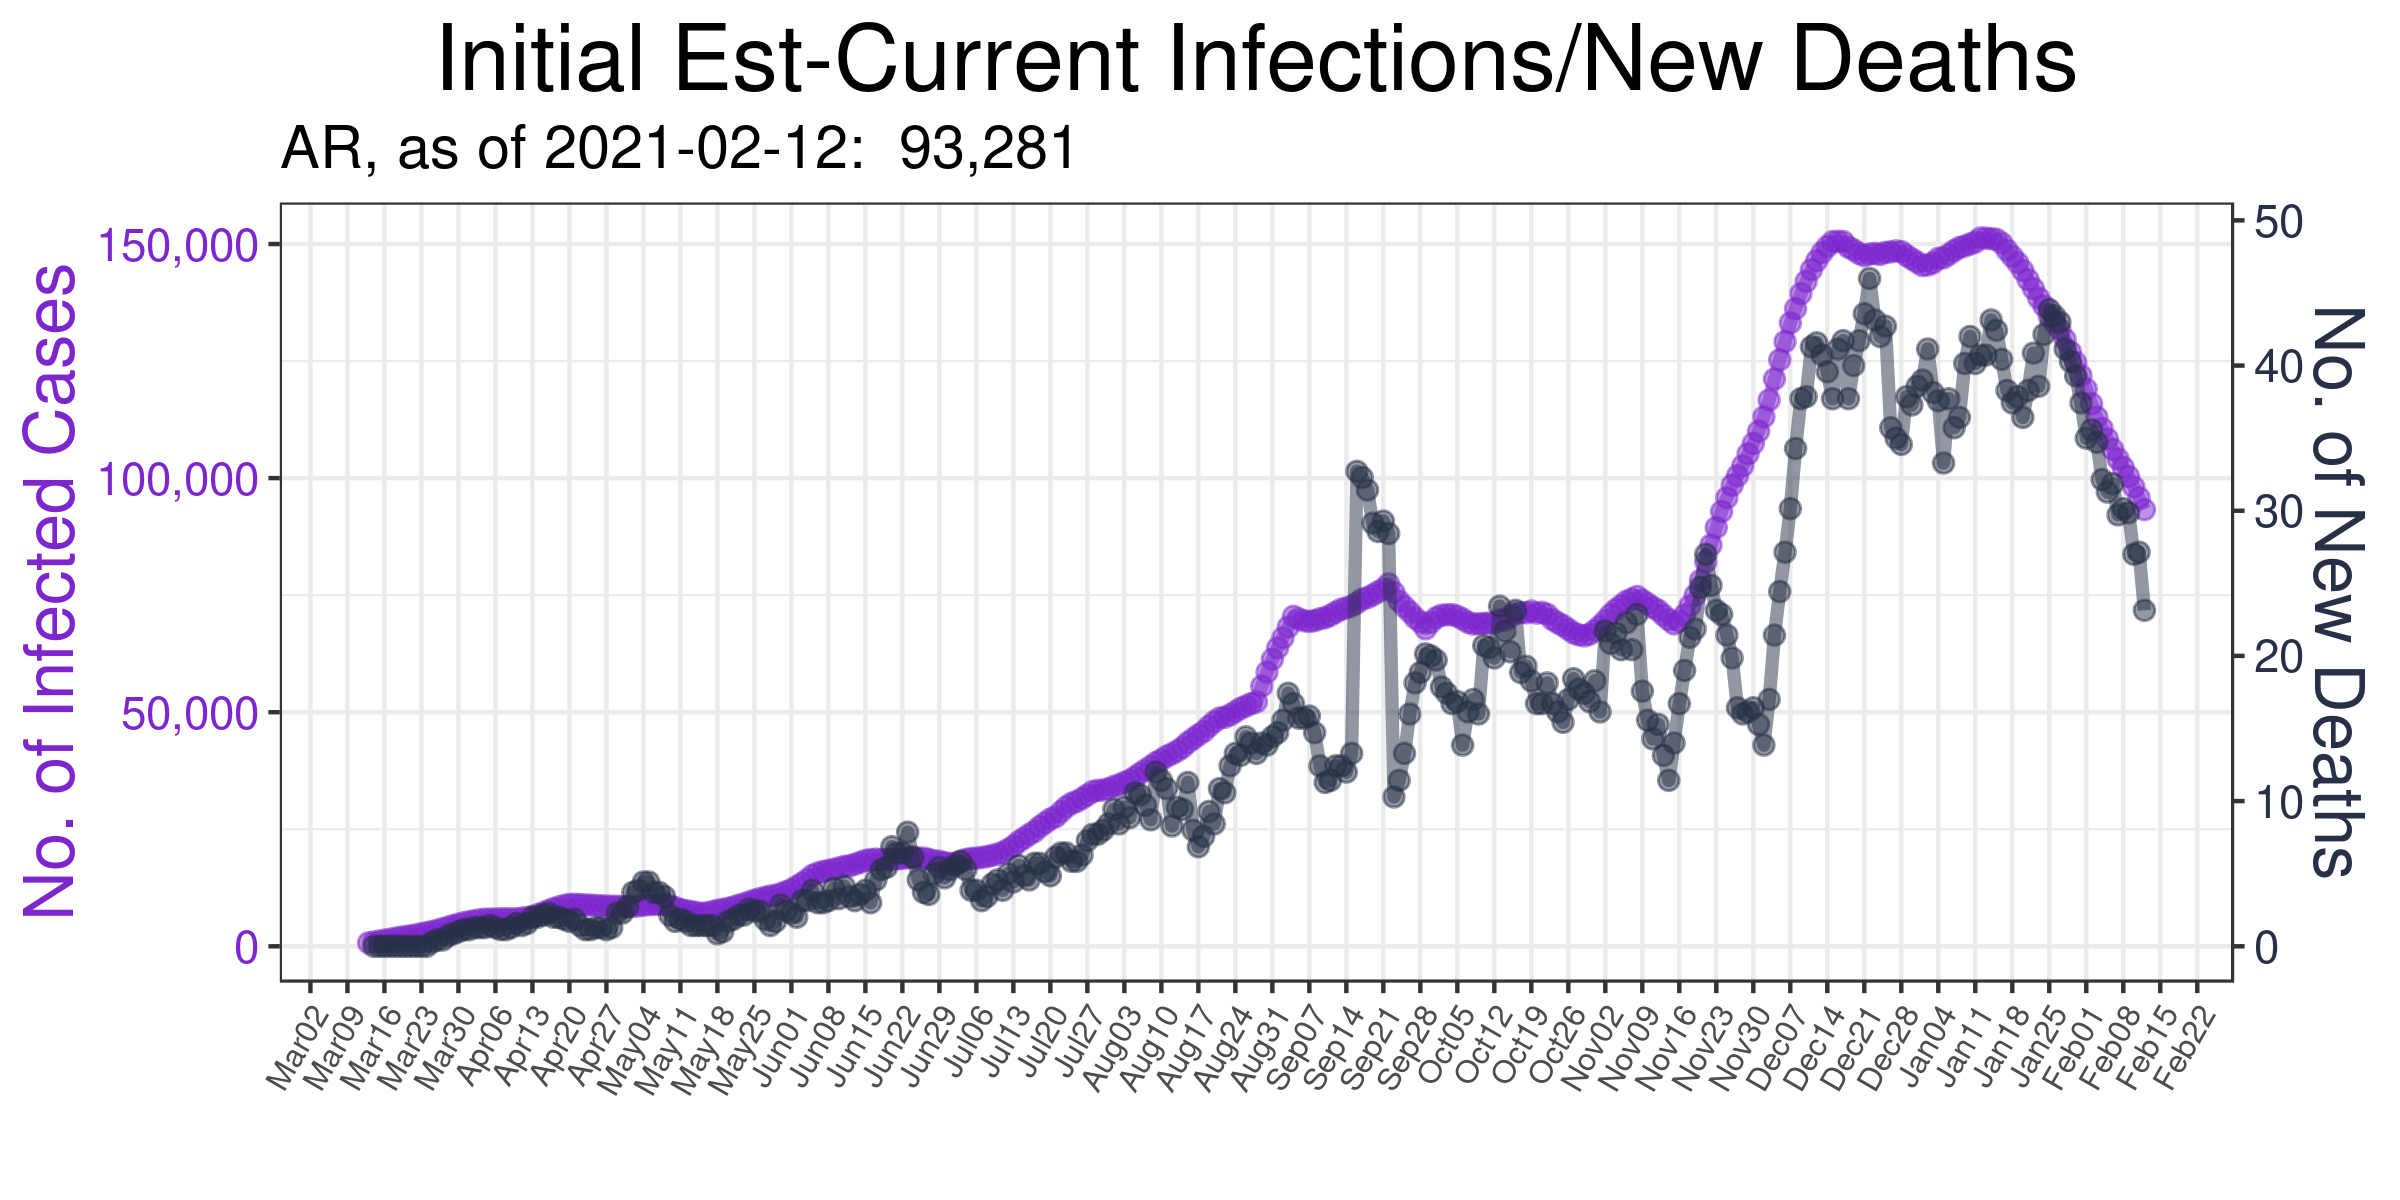 Initial Est-Current Infections/New Deaths
AR, as of 2021-02-12:  93,281
No. of Infected Cases
150,000
100,000
50,000
0
50
40
30
20
10
0
No. of New Deaths
Mar02
Mar09
Mar16
Mar23
Mar30
Apr06
Apr13
Apr20
Apr27
May04
May11
May18
May25
Jun01
Jun08
Jun15
Jun22
Jun29
Jul06
Jul13
Jul20
Jul27
Aug03
Aug10
Aug17
Aug24
Aug31
Sep07
Sep14
Sep21
Sep28
Oct05
Oct12
Oct19
Oct26
Nov02
Nov09
Nov16
Nov23
Nov30
Dec07
Dec14
Dec21
Dec28
Jan04
Jan11
Jan18
Jan25
Feb01
Feb08
Feb15
Feb22